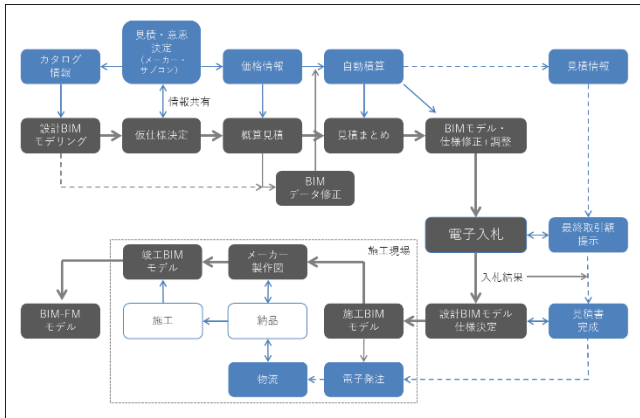 見積・意思
決定
(メーカー・
サブコン)
カタログ
情報
価格情報
自動積算
見積情報
情報共有
設計BIM
モデリング
仮仕様決定
概算見積
見積まとめ
BIMモデル・
仕様修正・調整
BIM
データ修正
電子入札
最終取引額
提示
施工現場
入札結果
竣工BIM
モデル
メーカー
製作図
BIM-FM
モデル
施工
納品
施工BIM
モデル
設計BIMモデル
仕様決定
見積書
完成
物流
電子発注